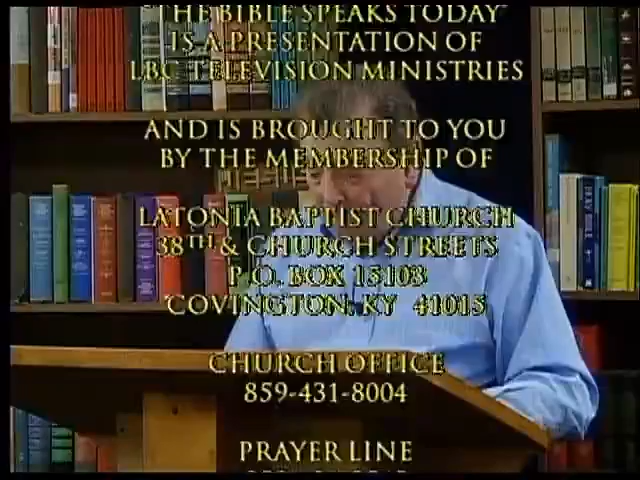 "THE BIBLE SPEAKS TODAY"
IS A PRESENTATION OF
LBC TELEVISION MINISTRIES
AND IS BROUGHT TO YOU
BY THE MEMBERSHIP OF
LATONIA BAPTIST CHURCH
38TH & CHURCH STREETS
P.O. BOX 15103
COVINGTON, KY 41015
CHURCH OFFICE
859-431-8004
PRAYER LINE